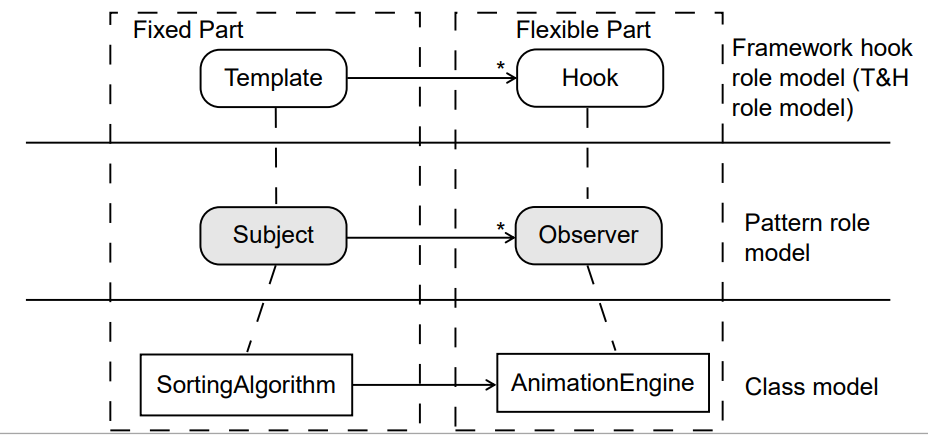 Fixed Part
Flexible Part
Template
*
Hook
Framework hook
role model (T&H
role model)
Subject
*
Observer
Pattern role
model
SortingAlgorithm
AnimationEngine
Class model